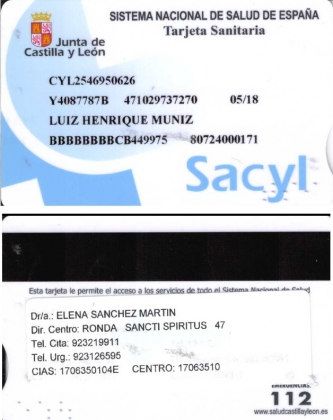 SISTEMA NACIONAL DE SALUD DE ESPAÑA
Tarjeta Sanitaria
Junta de
Castilla y León
CYL2546950626
Y4087787B 471029737270 05/18
LUIZ HENRIQUE MUNIZ
BBBBBBBBCB449975 80724000171
Sacyl
Esta tarjeta le permite el acceso a los servicios de todo el Sistema Nacional de Salud
Dr/a.: ELENA SANCHEZ MARTIN
Dir. Centro: RONDA SANCTI SPIRITUS 47
Tel. Cita: 923219911
Tel. Urg.: 923126595
CIAS: 1706350104E CENTRO: 17063510
EMERGENCIAS
112
www.saludcastillayleon.es